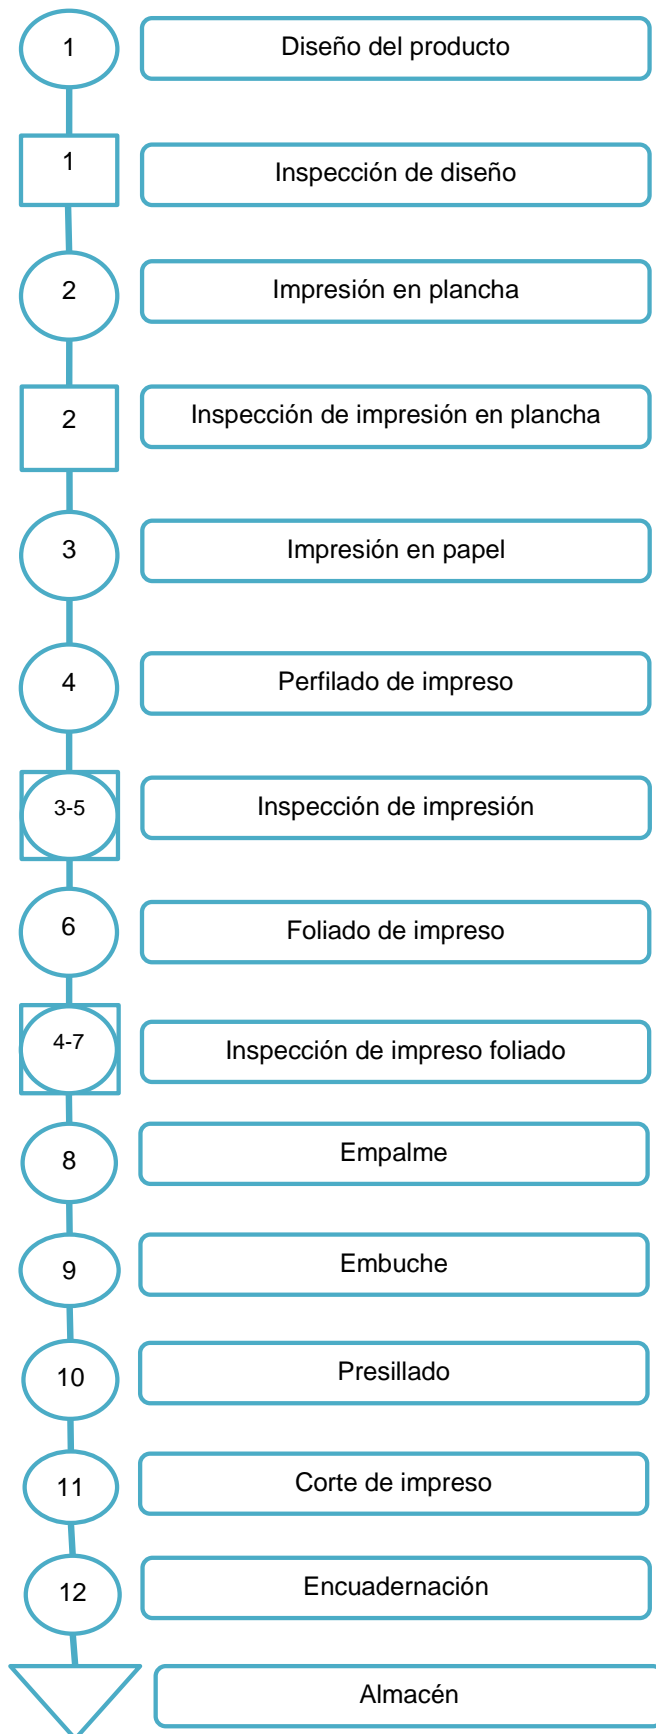 1
Diseño del producto
1
Inspección de diseño
2
Impresión en plancha
2
Inspección de impresión en plancha
3
Impresión en papel
4
Perfilado de impreso
3-5
Inspección de impresión
6
Foliado de impreso
4-7
Inspección de impreso foliado
8
Empalme
9
Embuche
10
Presillado
11
Corte de impreso
12
Encuadernación
Almacén